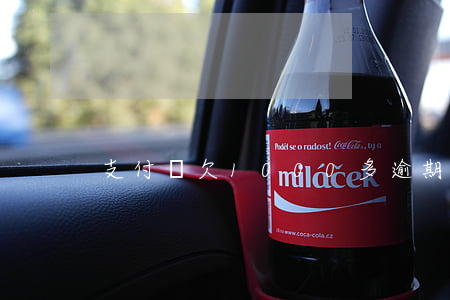 Poděl se o radost! Coca-Cola, ty a
支付欠1000多逾期
miláček
www.coca-cola.cz